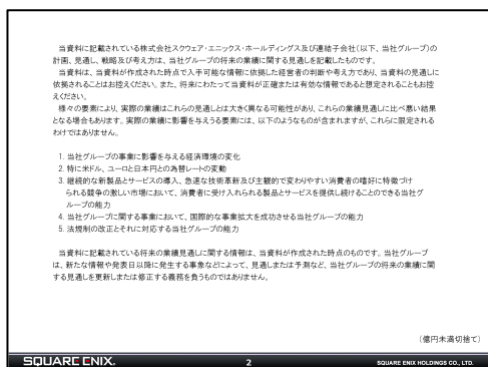 当資料に記載されている株式会社スクウェア・エニックス・ホールディングス及び連結子会社(以下、当社グループ)の
計画、見通し、戦略及び考え方は、当社グループの将来の業績に関する見通しを記載したものです。
当資料は、当資料が作成された時点で入手可能な情報に依拠した経営者の判断や考え方であり、当資料の見通しに
依拠されることはお控えください。また、将来にわたって当資料が正確または有効な情報であると想定されることもお控
えください。
様々の要素により、実際の業績はこれらの見通しとは大きく異なる可能性があり、これらの業績見通しに比べ悪い結果
となる場合もあります。実際の業績に影響を与えうる要素には、以下のようなものが含まれますが、これらに限定される
わけではありません。
1. 当社グループの事業に影響を与える経済環境の変化
2. 特に米ドル、ユーロと日本円との為替レートの変動
3. 継続的な新製品とサービスの導入、急速な技術革新及び主観的で変わりやすい消費者の嗜好に特徴づけ
られる競争の激しい市場において、消費者に受け入れられる製品とサービスを提供し続けることのできる当社グ
ループの能力
4. 当社グループに関する事業において、国際的な事業拡大を成功させる当社グループの能力
5. 法規制の改正とそれに対応する当社グループの能力
当資料に記載されている将来の業績見通しに関する情報は、当資料が作成された時点のものです。当社グループ
は、新たな情報や発表日以降に発生する事象などによって、見通しまたは予測など、当社グループの将来の業績に関
する見通しを更新しまたは修正する義務を負うものではありません。
(億円未満切捨て)
SQUARE ENIX. 2 SQUARE ENIX HOLDINGS CO., LTD.